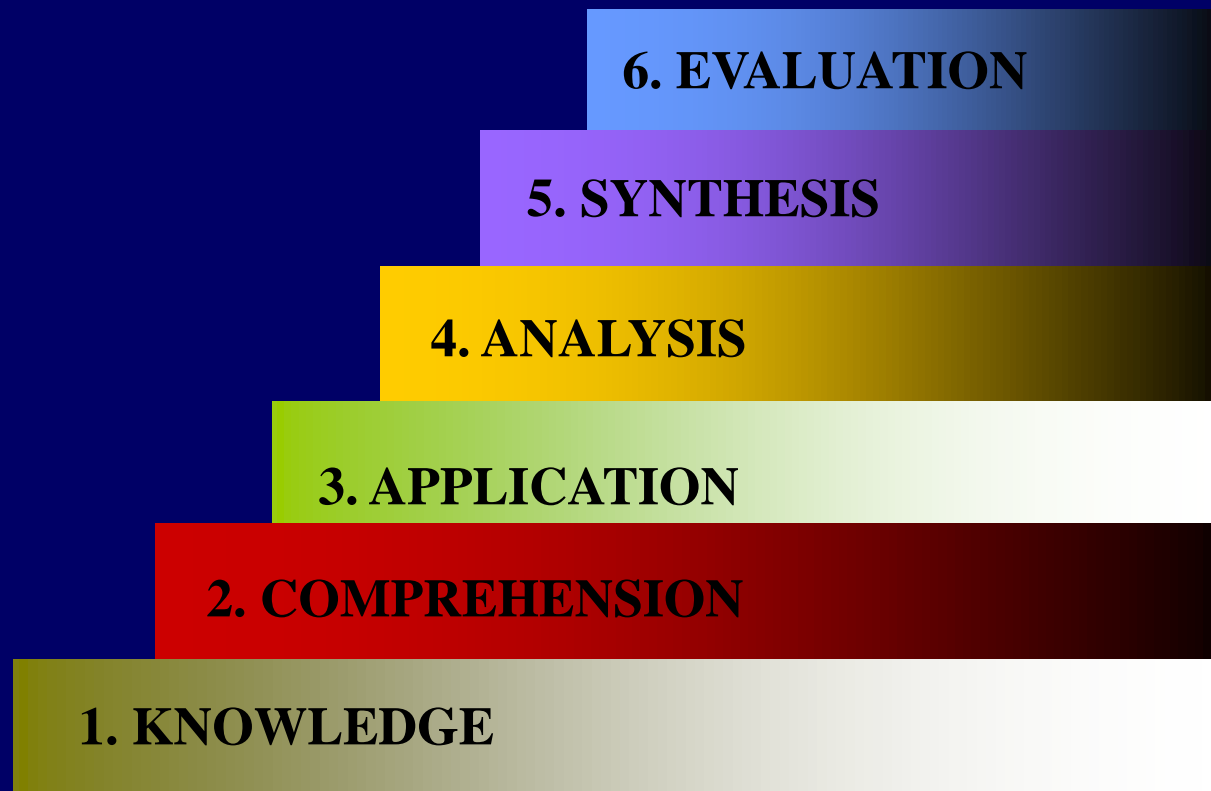 6. EVALUATION
5. SYNTHESIS
4. ANALYSIS
3. APPLICATION
2. COMPREHENSION
1. KNOWLEDGE